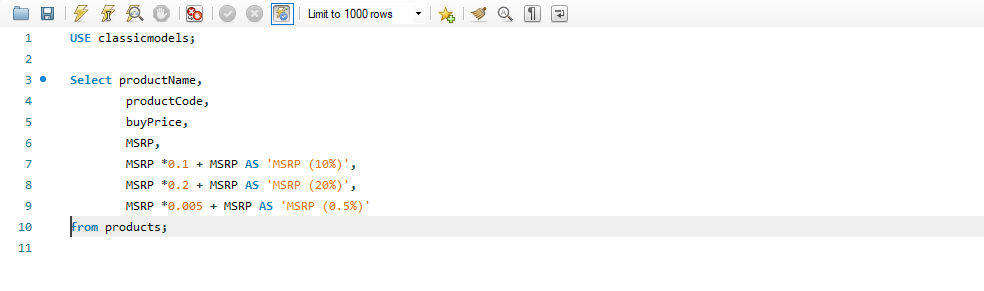 Limit to 1000 rows
1 USE classicmodels;
2
3 Select productName,
4 productCode,
5 buyPrice,
6 MSRP,
7 MSRP *0.1 + MSRP AS 'MSRP (10%)',
8 MSRP *0.2 + MSRP AS 'MSRP (20%)',
9 MSRP *0.005 + MSRP AS 'MSRP (0.5%)'
10 from products;
11